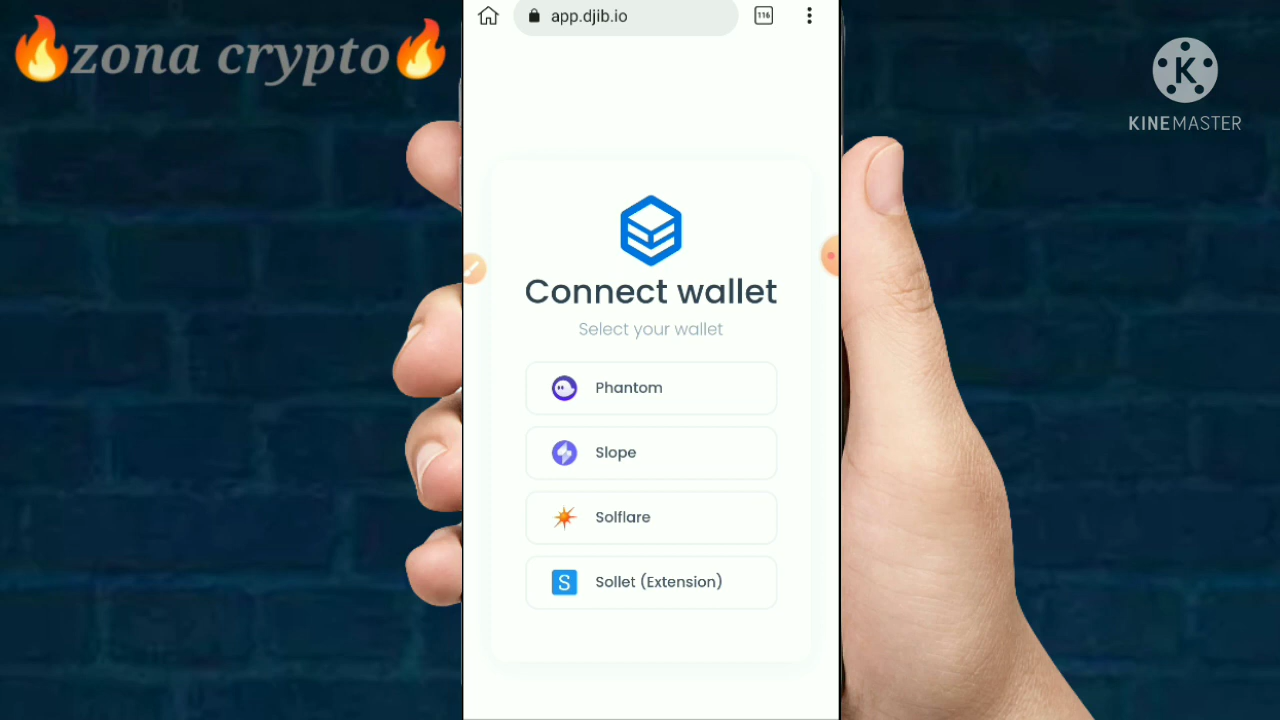 app.djib.io
116
🔥zona crypto🔥
K
KINEMASTER
Connect wallet
Select your wallet
Phantom
Slope
Solflare
S
Sollet (Extension)